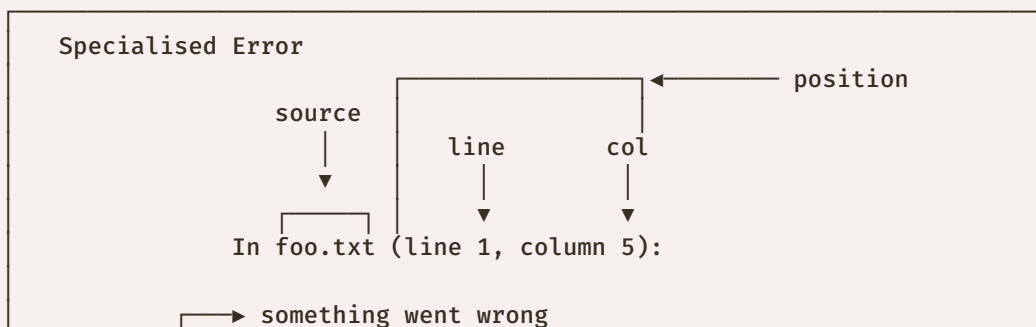 Specialised Error
position
source
line col
In foo.txt (line 1, column 5):
something went wrong